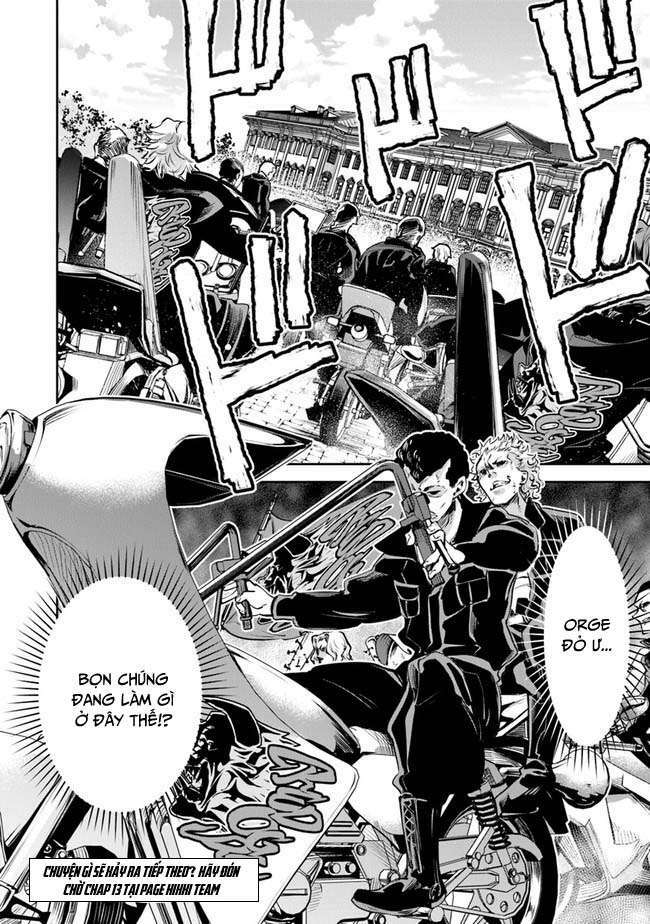 ドドドド
ドド
ORGE
ĐỎ Ư...
BỌN CHÚNG
ĐANG LÀM GÌ
Ở ĐÂY THẾ!?
CHUYỆN GÌ SẼ XẢY RA TIẾP THEO?. HÃY ĐÓN
CHỜ CHAP 13 TẠI PAGE HIKKI TEAM